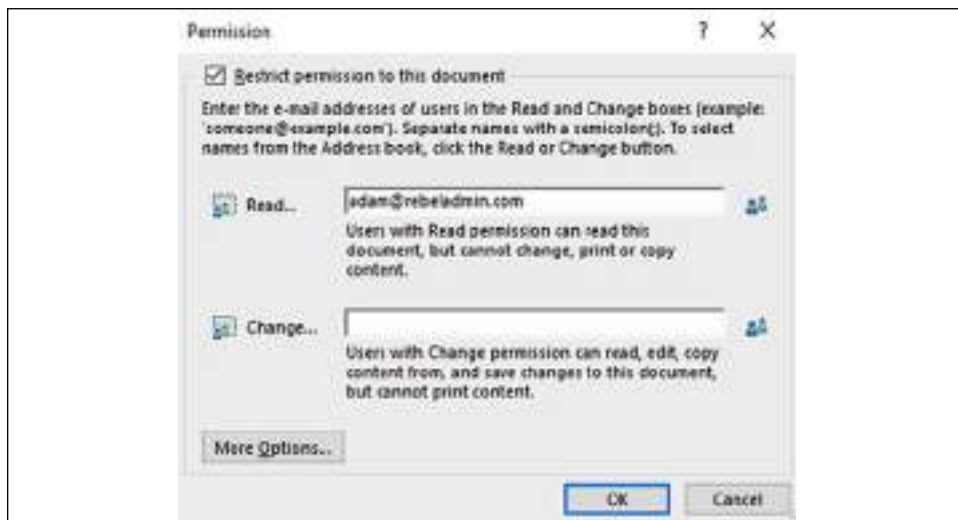 Permission ? X
Restrict permission to this document
Enter the e-mail addresses of users in the Read and Change boxes (example:
'someone@example.com'). Separate names with a semicolon(;). To select
names from the Address book, click the Read or Change button.
Read... adam@rebeladmin.com
Users with Read permission can read this
document, but cannot change, print or copy
content.
Change...
Users with Change permission can read, edit, copy
content from, and save changes to this document,
but cannot print content.
More Options...
OK Cancel